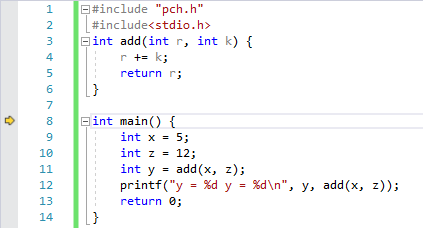 1 #include "pch.h"
2 #include<stdio.h>
3 int add(int r, int k) {
4     r += k;
5     return r;
6 }
7
8 int main() {
9     int x = 5;
10     int z = 12;
11     int y = add(x, z);
12     printf("y = %d y = %d\n", y, add(x, z));
13     return 0;
14 }